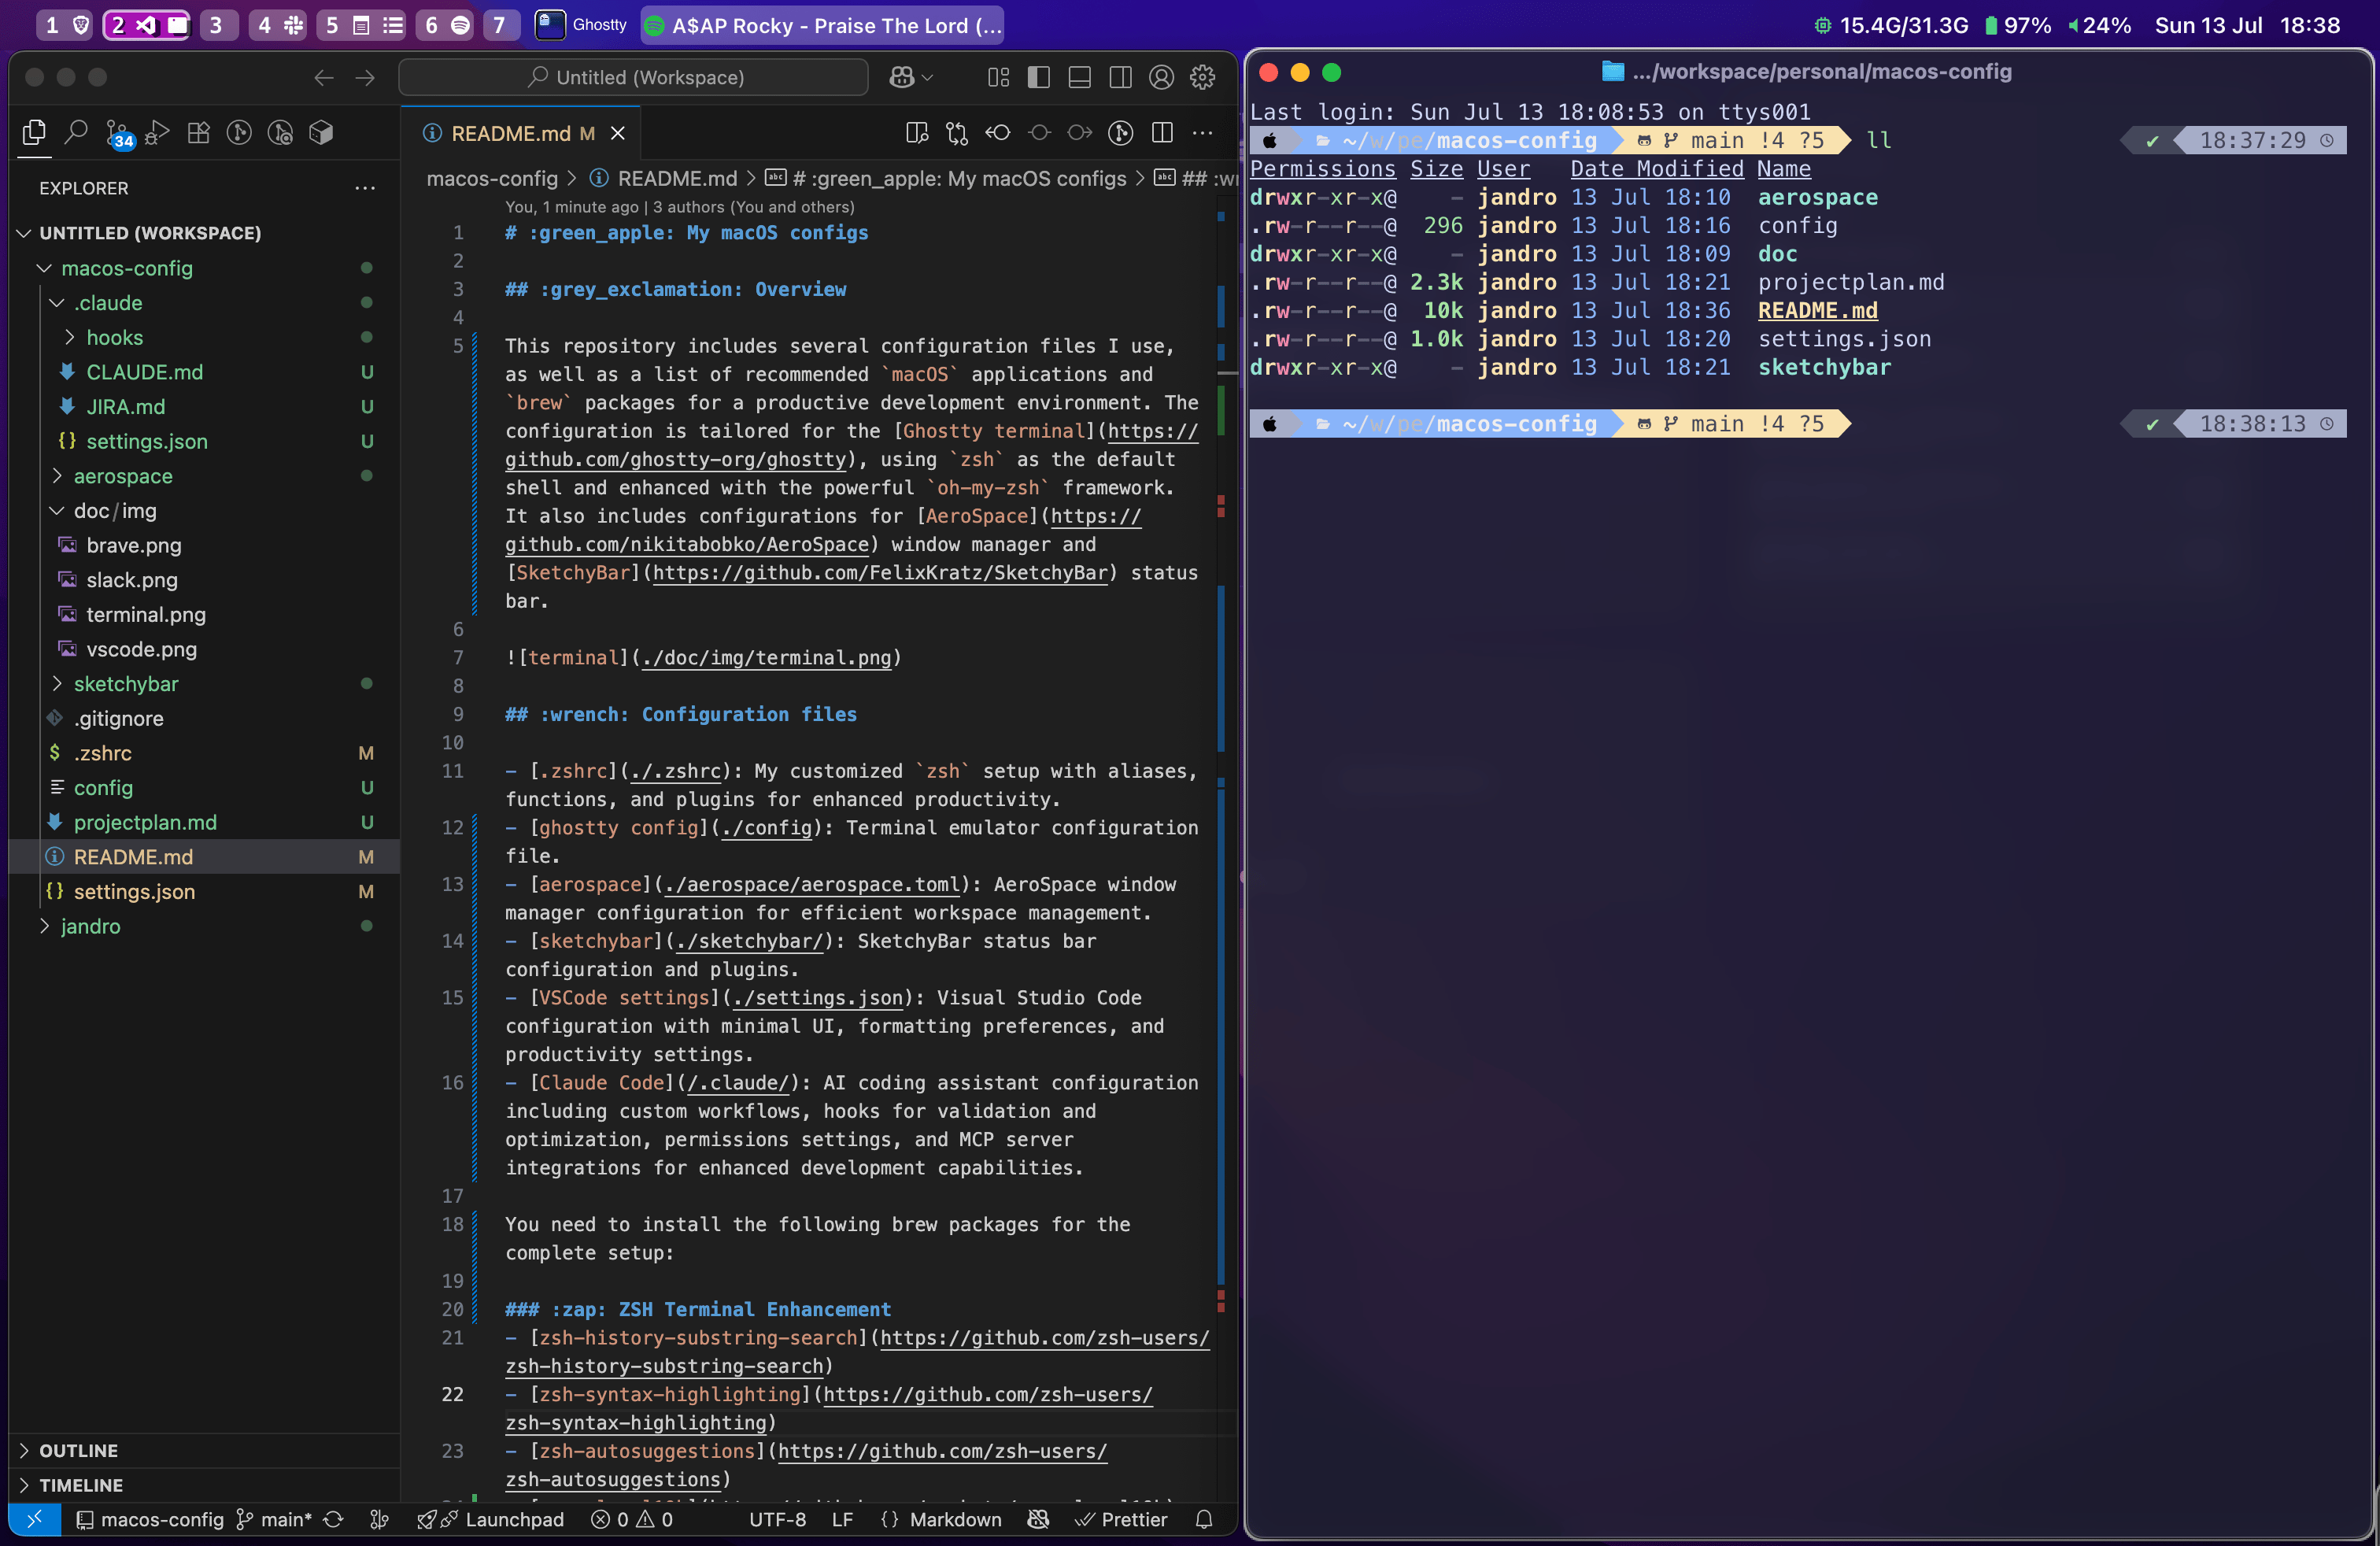 1 2 3 4 5 6 7 Ghostty A$AP Rocky - Praise The Lord (... 15.4G/31.3G 97% 24% Sun 13 Jul 18:38
Untitled (Workspace)
EXPLORER
UNTITLED (WORKSPACE)
macos-config
.claude
hooks
CLAUDE.md U
JIRA.md U
settings.json U
aerospace
doc/img
brave.png
slack.png
terminal.png
vscode.png
sketchybar
.gitignore
.zshrc M
config U
projectplan.md U
README.md M
settings.json M
jandro
OUTLINE
TIMELINE
34
README.md M
macos-config > README.md > # :green_apple: My macOS configs > ## :wr
You, 1 minute ago | 3 authors (You and others)
1 # :green_apple: My macOS configs
2
3 ## :grey_exclamation: Overview
4
5 This repository includes several configuration files I use,
as well as a list of recommended `macOS` applications and
`brew` packages for a productive development environment. The
configuration is tailored for the [Ghostty terminal](https://
github.com/ghostty-org/ghostty), using `zsh` as the default
shell and enhanced with the powerful `oh-my-zsh` framework.
It also includes configurations for [AeroSpace](https://
github.com/nikitabobko/AeroSpace) window manager and
[SketchyBar](https://github.com/FelixKratz/SketchyBar) status
bar.
6
7 ![terminal](./doc/img/terminal.png)
8
9 ## :wrench: Configuration files
10
11 - [.zshrc](./.zshrc): My customized `zsh` setup with aliases,
functions, and plugins for enhanced productivity.
12 - [ghostty config](./config): Terminal emulator configuration
file.
13 - [aerospace](./aerospace/aerospace.toml): AeroSpace window
manager configuration for efficient workspace management.
14 - [sketchybar](./sketchybar/): SketchyBar status bar
configuration and plugins.
15 - [VSCode settings](./settings.json): Visual Studio Code
configuration with minimal UI, formatting preferences, and
productivity settings.
16 - [Claude Code](/.claude/): AI coding assistant configuration
including custom workflows, hooks for validation and
optimization, permissions settings, and MCP server
integrations for enhanced development capabilities.
17
18 You need to install the following brew packages for the
complete setup:
19
20 ### :zap: ZSH Terminal Enhancement
21 - [zsh-history-substring-search](https://github.com/zsh-users/
zsh-history-substring-search)
22 - [zsh-syntax-highlighting](https://github.com/zsh-users/
zsh-syntax-highlighting)
23 - [zsh-autosuggestions](https://github.com/zsh-users/
zsh-autosuggestions)
macos-config main* Launchpad 0 0 UTF-8 LF {} Markdown Prettier
.../workspace/personal/macos-config
Last login: Sun Jul 13 18:08:53 on ttys001
~/w/pe/macos-config main !4 ?5 ll 18:37:29
Permissions Size User Date Modified Name
drwxr-xr-x@ - jandro 13 Jul 18:10 aerospace
.rw-r--r--@ 296 jandro 13 Jul 18:16 config
drwxr-xr-x@ - jandro 13 Jul 18:09 doc
.rw-r--r--@ 2.3k jandro 13 Jul 18:21 projectplan.md
.rw-r--r--@ 10k jandro 13 Jul 18:36 README.md
.rw-r--r--@ 1.0k jandro 13 Jul 18:20 settings.json
drwxr-xr-x@ - jandro 13 Jul 18:21 sketchybar
~/w/pe/macos-config main !4 ?5 18:38:13